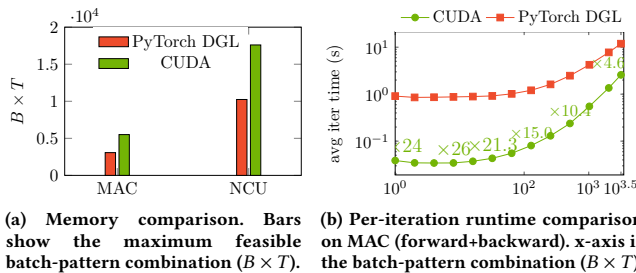 ·10⁴
2
1.5
1
0.5
0
B × T
PyTorch DGL
CUDA
MAC
NCU
CUDA
PyTorch DGL
avg iter time (s)
10¹
10⁰
10⁻¹
×24
×26
×21.3
×15.0
×10.4
×4.6
10⁰
10²
10³
10³·⁵
(a) Memory comparison. Bars
show the maximum feasible
batch-pattern combination (B × T).
(b) Per-iteration runtime comparison
on MAC (forward+backward). x-axis i
the batch-pattern combination (B × T)